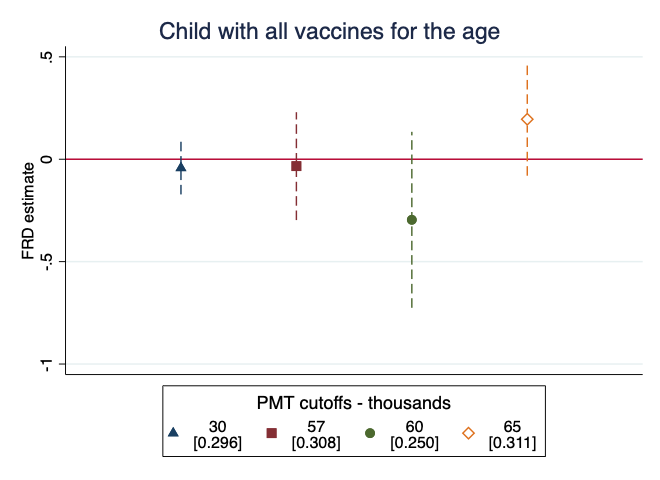 Child with all vaccines for the age
.5
0
-.5
-1
FRD estimate
PMT cutoffs - thousands
30 57 60 65
[0.296] [0.308] [0.250] [0.311]